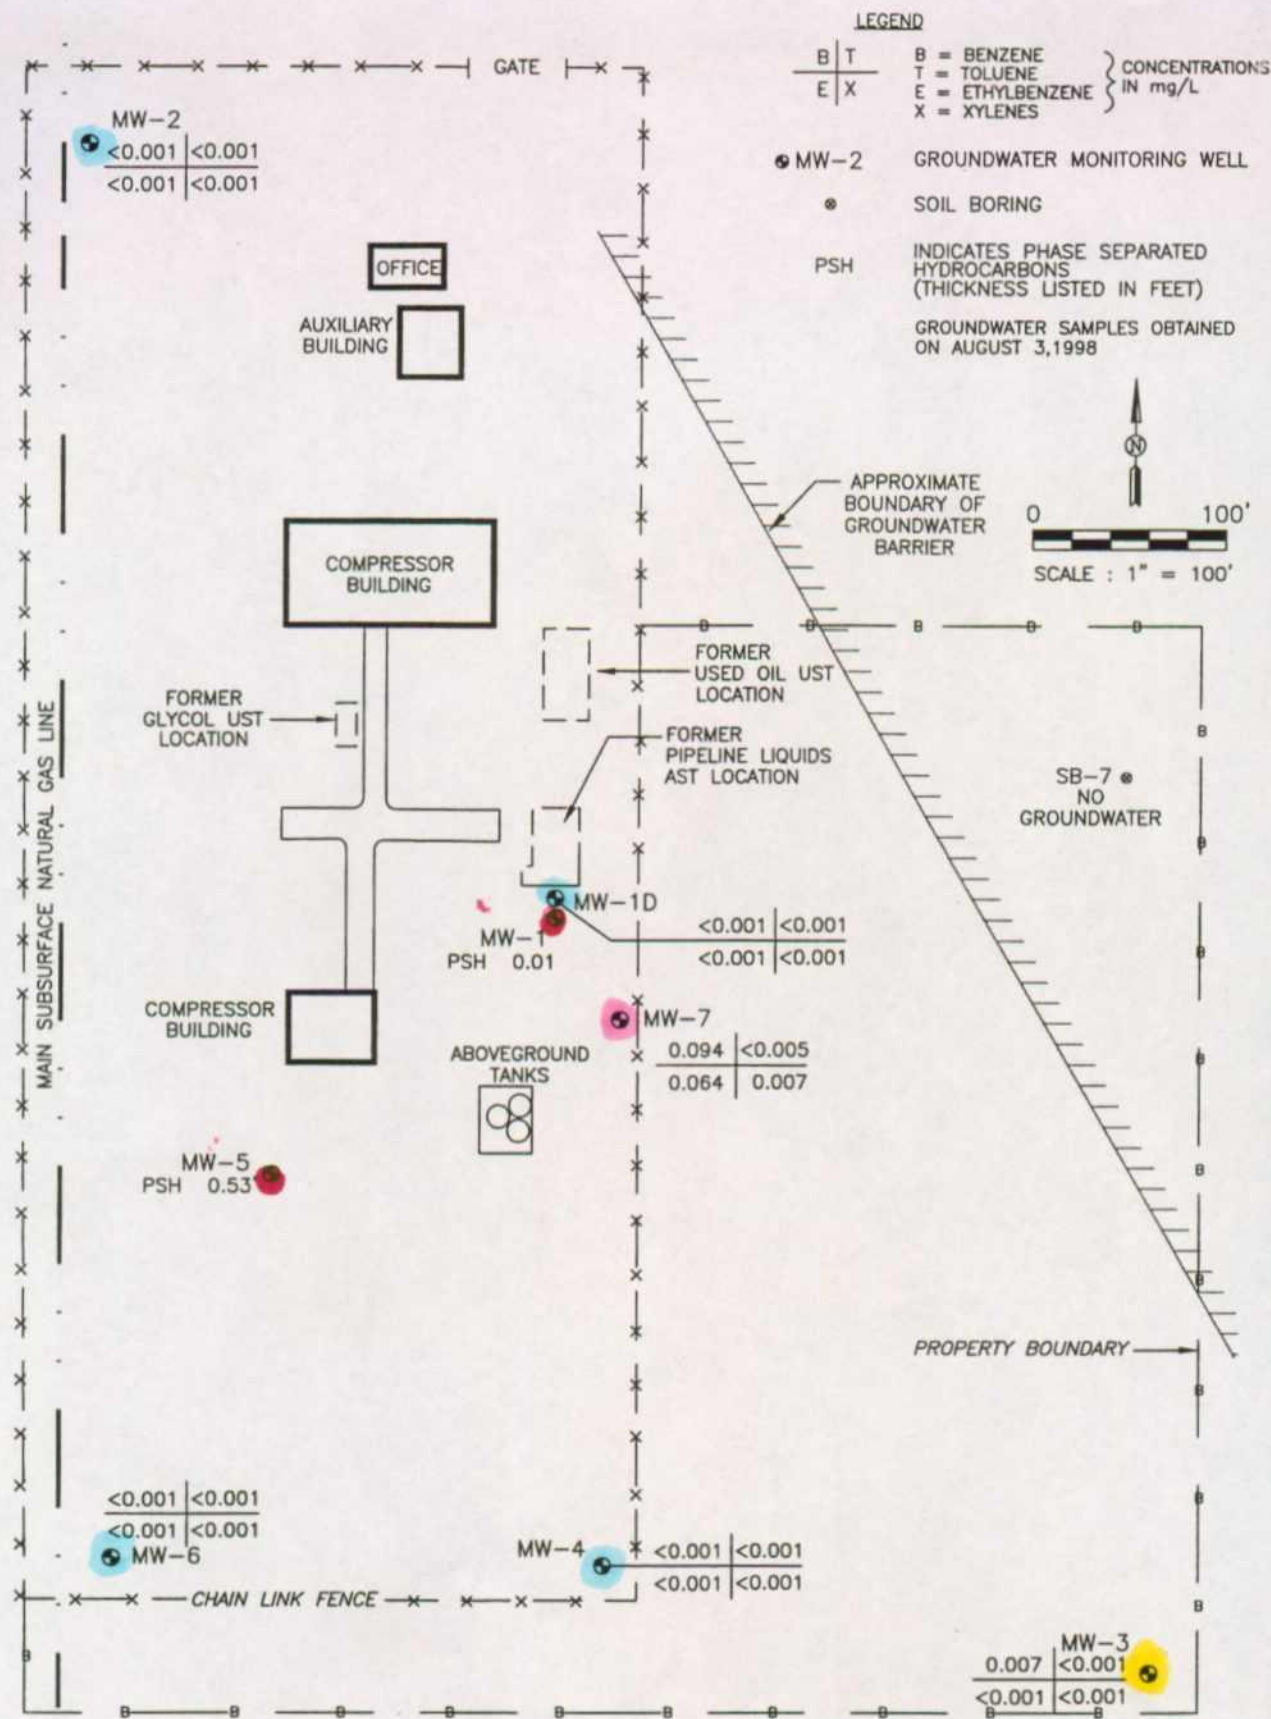 LEGEND
B | T
E | X
B = BENZENE
T = TOLUENE
E = ETHYLBENZENE
X = XYLENES
CONCENTRATIONS
IN mg/L
MW-2 GROUNDWATER MONITORING WELL
SOIL BORING
PSH INDICATES PHASE SEPARATED
HYDROCARBONS
(THICKNESS LISTED IN FEET)
GROUNDWATER SAMPLES OBTAINED
ON AUGUST 3,1998
N
0 100'
SCALE : 1" = 100'
GATE
MW-2
<0.001 | <0.001
<0.001 | <0.001
OFFICE
AUXILIARY
BUILDING
APPROXIMATE
BOUNDARY OF
GROUNDWATER
BARRIER
COMPRESSOR
BUILDING
FORMER
USED OIL UST
LOCATION
FORMER
GLYCOL UST
LOCATION
FORMER
PIPELINE LIQUIDS
AST LOCATION
MAIN SUBSURFACE NATURAL GAS LINE
SB-7
NO
GROUNDWATER
MW-1D
<0.001 | <0.001
<0.001 | <0.001
MW-1
PSH 0.01
COMPRESSOR
BUILDING
MW-7
0.094 | <0.005
0.064 | 0.007
ABOVEGROUND
TANKS
MW-5
PSH 0.53
PROPERTY BOUNDARY
<0.001 | <0.001
<0.001 | <0.001
MW-6
MW-4
<0.001 | <0.001
<0.001 | <0.001
CHAIN LINK FENCE
MW-3
0.007 | <0.001
<0.001 | <0.001